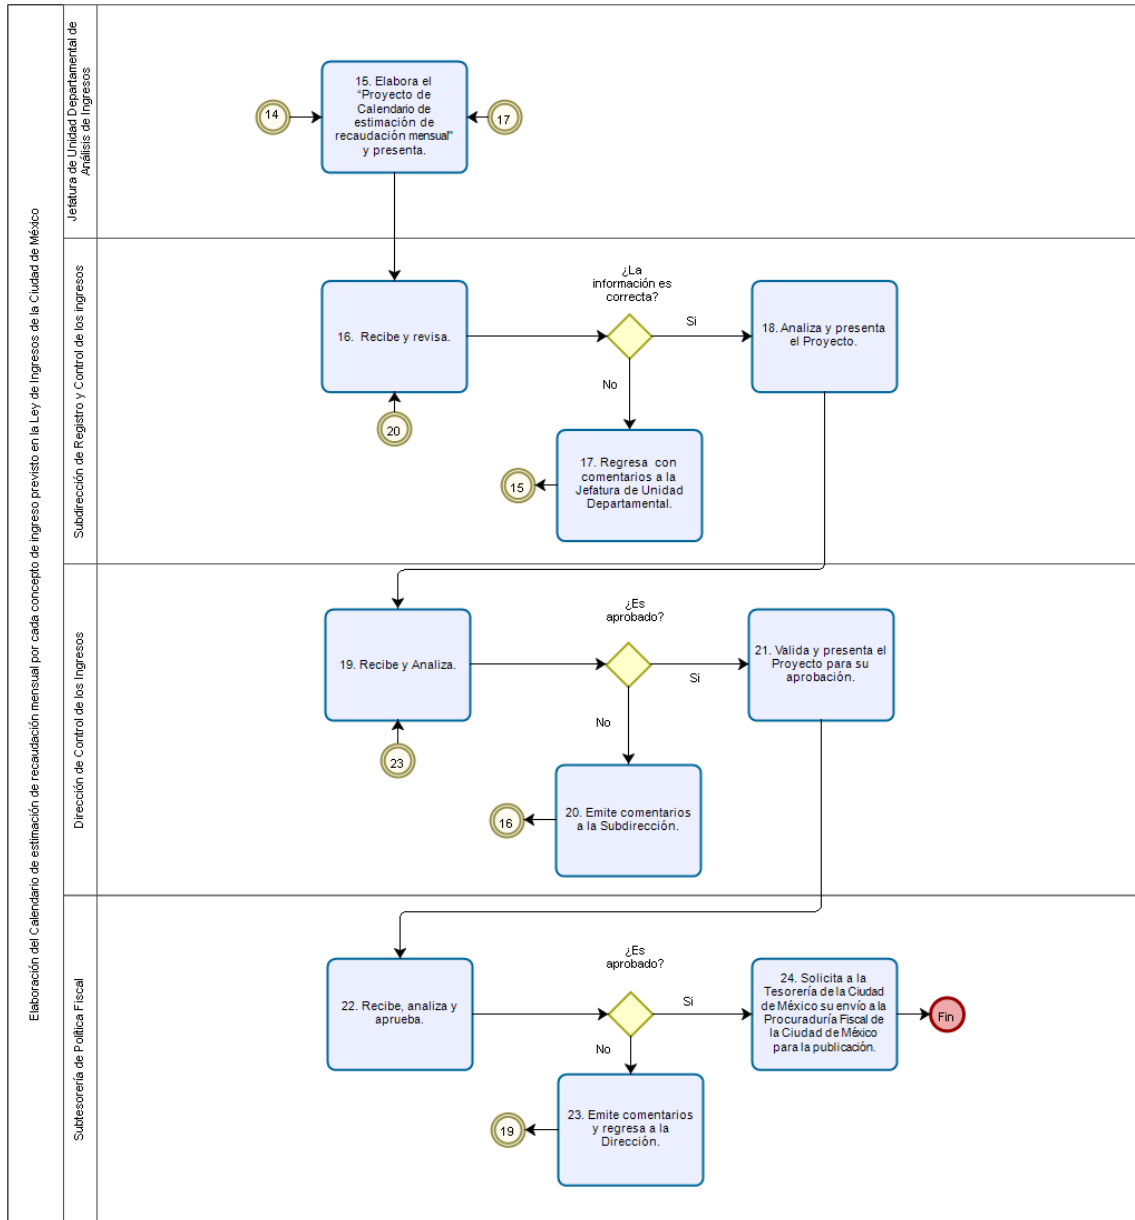 Elaboración del Calendario de estimación de recaudación mensual por cada concepto de ingreso previsto en la Ley de Ingresos de la Ciudad de México
Jefatura de Unidad Departamental de
Análisis de Ingresos
14
15. Elabora el
"Proyecto de
Calendario de
estimación de
recaudación mensual"
y presenta.
17
Subdirección de Registro y Control de los ingresos
16. Recibe y revisa.
20
¿La
información es
correcta?
Si
No
18. Analiza y presenta
el Proyecto.
17. Regresa con
comentarios a la
Jefatura de Unidad
Departamental.
15
Dirección de Control de los Ingresos
19. Recibe y Analiza.
23
¿Es
aprobado?
Si
No
21. Valida y presenta el
Proyecto para su
aprobación.
20. Emite comentarios
a la Subdirección.
16
Subtesorería de Política Fiscal
22. Recibe, analiza y
aprueba.
¿Es
aprobado?
Si
No
24. Solicita a la
Tesorería de la Ciudad
de México su envío a la
Procuraduría Fiscal de
la Ciudad de México
para la publicación.
Fin
23. Emite comentarios
y regresa a la
Dirección.
19